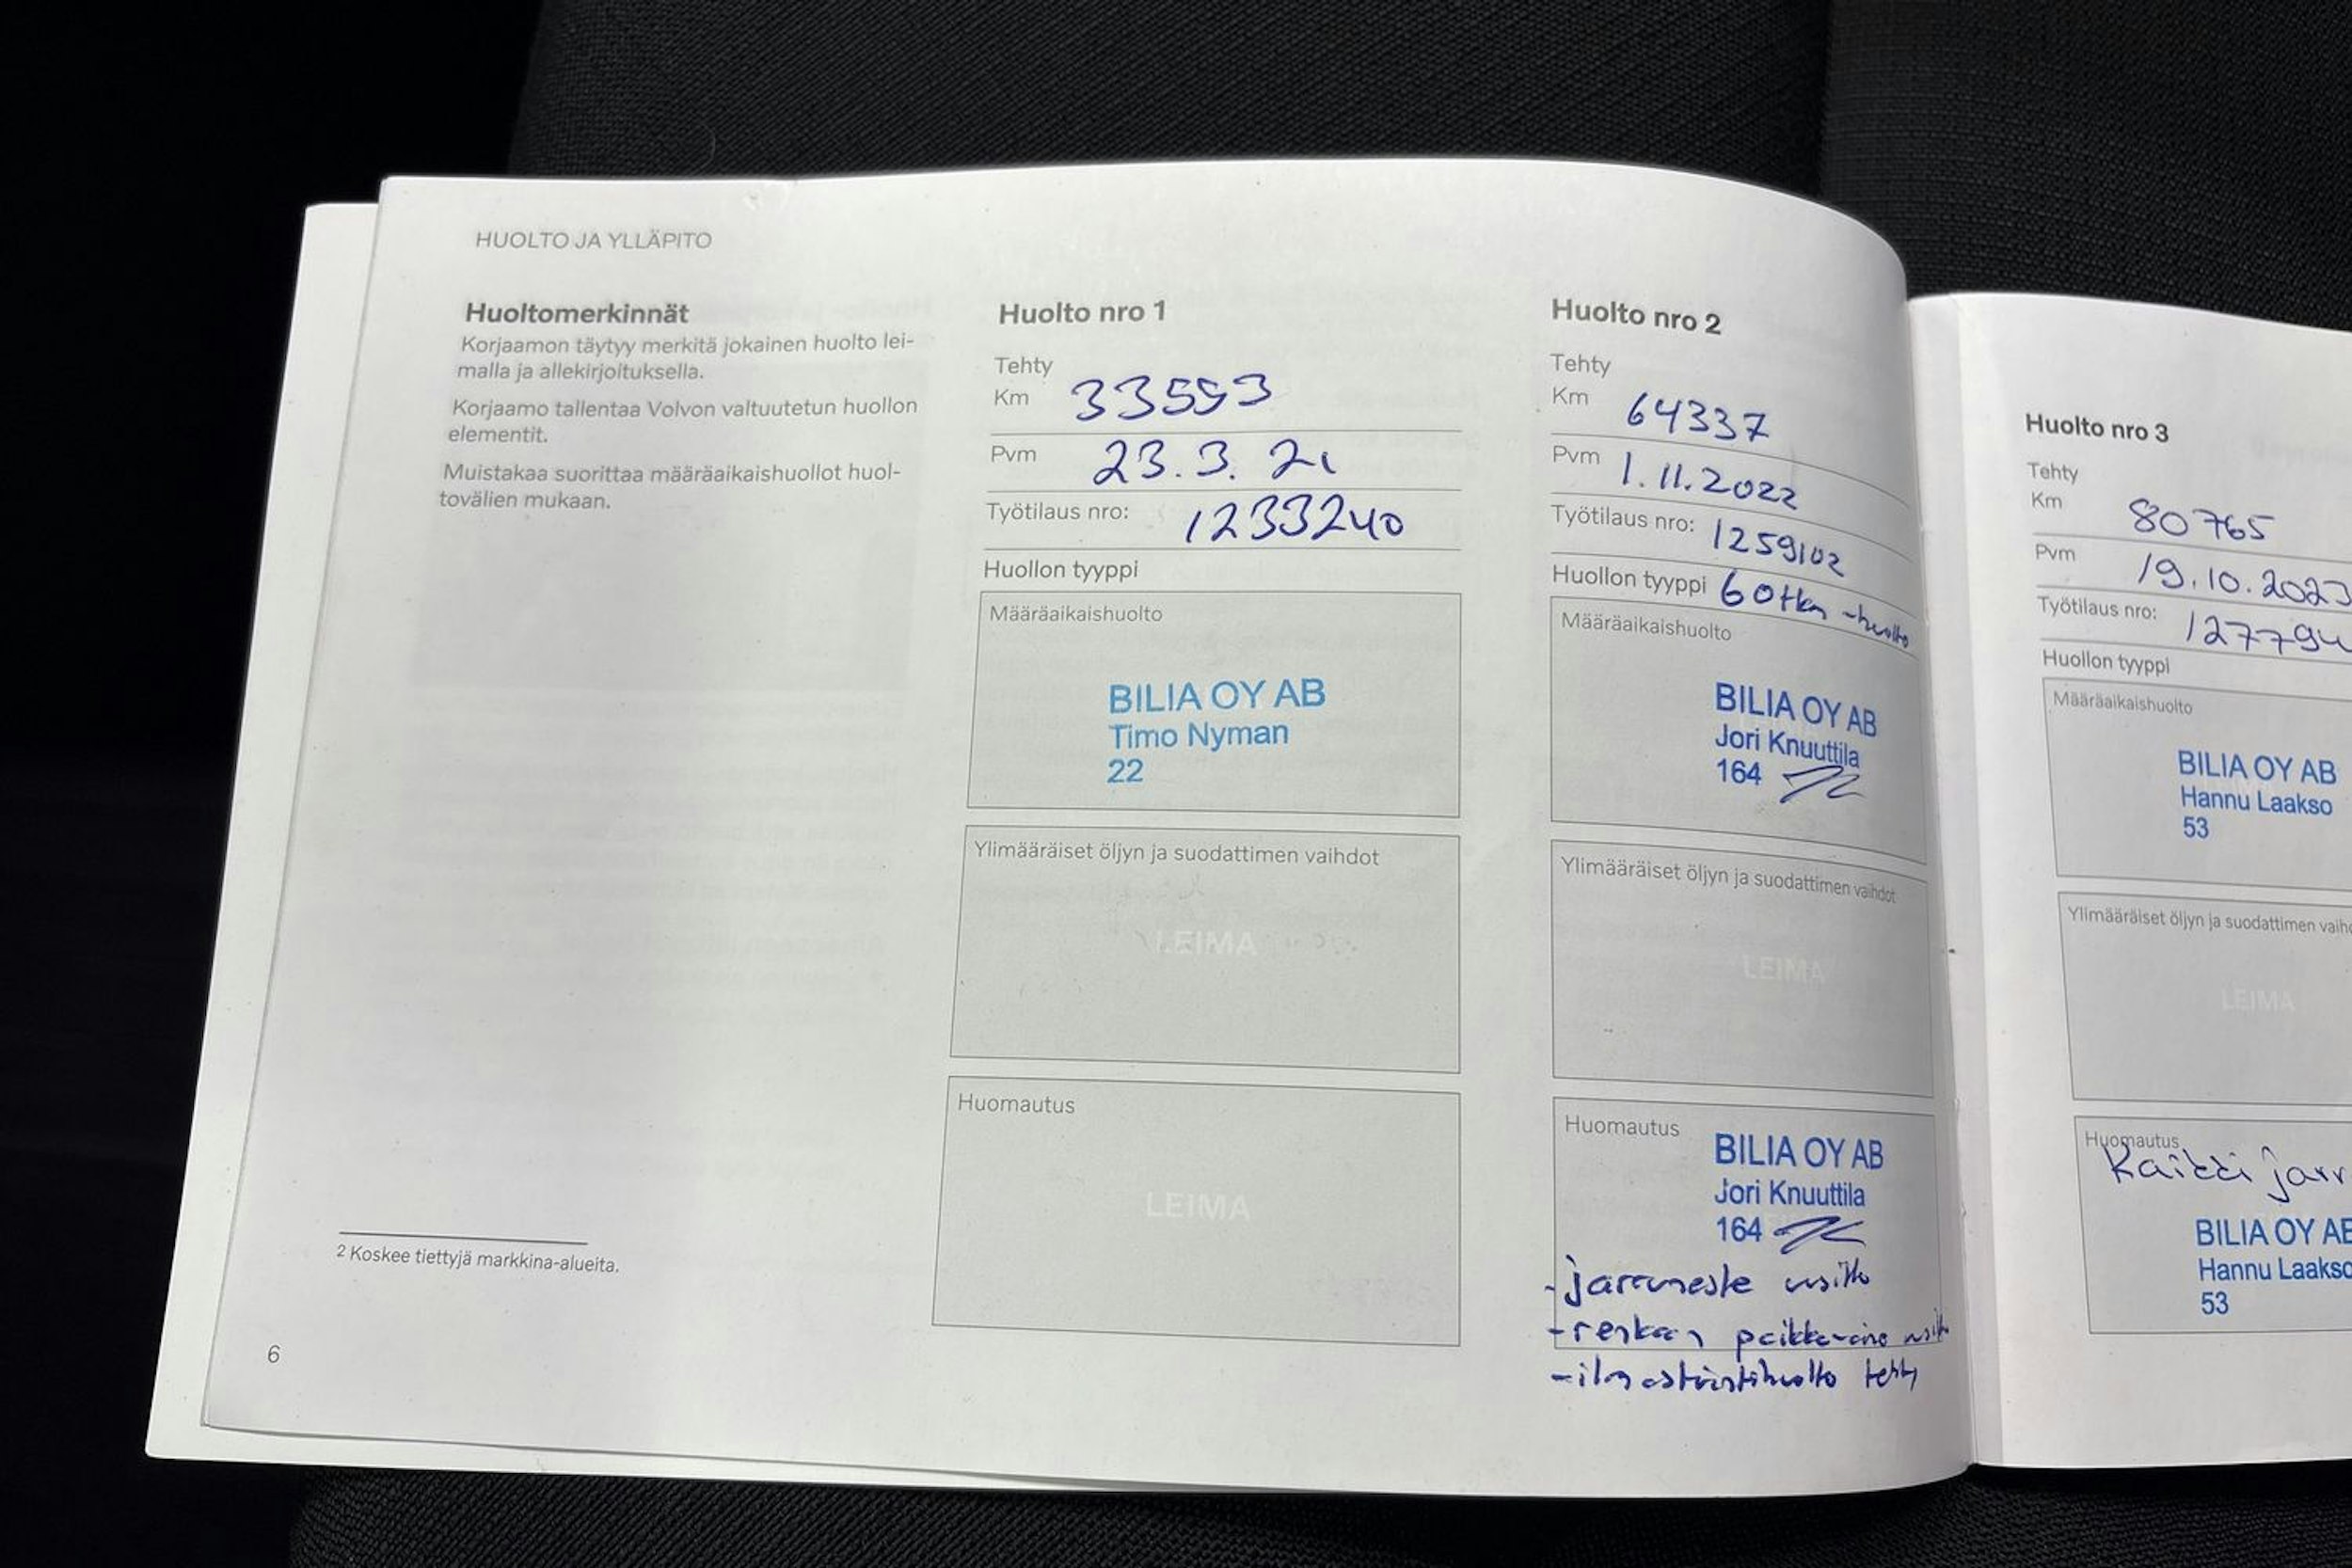 HUOLTO JA YLLÄPITO
Huoltomerkinnät
Korjaamon täytyy merkitä jokainen huolto lei-
malla ja allekirjoituksella.
Korjaamo tallentaa Volvon valtuutetun huollon
elementit.
Muistakaa suorittaa määräaikaishuollot huol-
tovälien mukaan.
2 Koskee tiettyjä markkina-alueita.
6
Huolto nro 1
Tehty
Km 33593
Pvm 23.3.21
Työtilaus nro: 1233240
Huollon tyyppi
Määräaikaishuolto
BILIA OY AB
Timo Nyman
22
Ylimääräiset öljyn ja suodattimen vaihdot
LEIMA
Huomautus
LEIMA
Huolto nro 2
Tehty
Km 64337
Pvm 1.11.2022
Työtilaus nro: 1259102
Huollon tyyppi 60tkm -huolto
Määräaikaishuolto
BILIA OY AB
Jori Knuuttila
164
Ylimääräiset öljyn ja suodattimen vaihdot
LEIMA
Huomautus
BILIA OY AB
Jori Knuuttila
164
- jarruneste usittu
- renkaan paikka-aine
- ilmastointihuolto tehty
Huolto nro 3
Tehty
Km 80765
Pvm 19.10.2023
Työtilaus nro: 127794
Huollon tyyppi
Määräaikaishuolto
BILIA OY AB
Hannu Laakso
53
Ylimääräiset öljyn ja suodattimen vaihd
LEIMA
Huomautus
Kaikki jarr
BILIA OY AB
Hannu Laakso
53